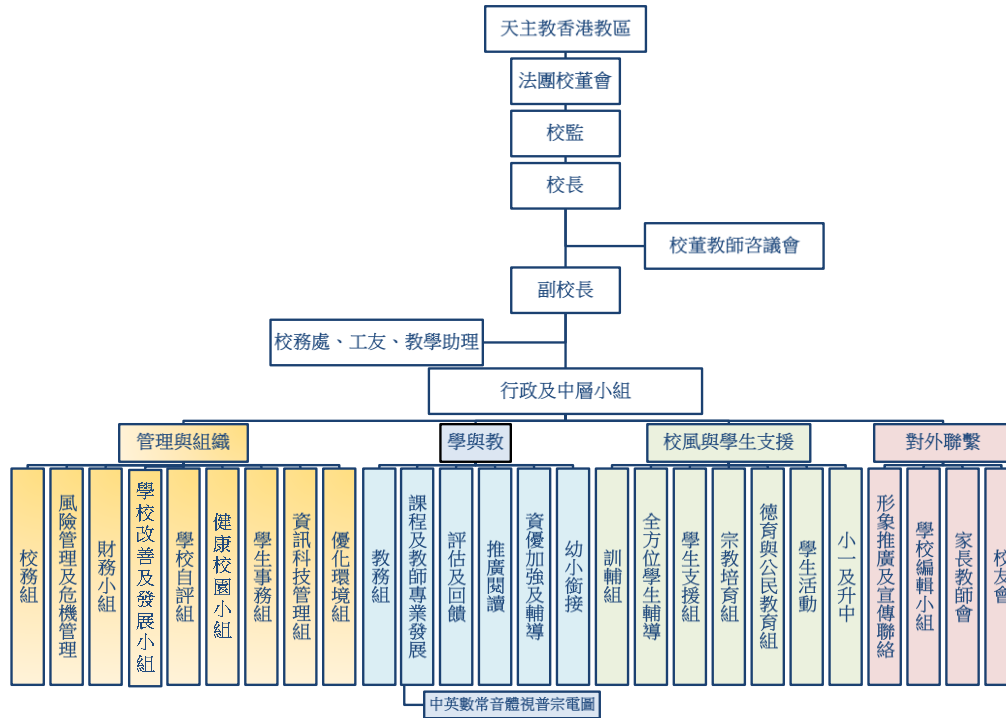 天主教香港教區
法團校董會
校監
校長
校董教師咨議會
副校長
校務處、工友、教學助理
行政及中層小組
管理與組織
學與教
校風與學生支援
對外聯繫
校務組
風險管理及危機管理
財務小組
學校改善及發展小組
學校自評組
健康校園小組
學生事務組
資訊科技管理組
優化環境組
教務組
課程及教師專業發展
評估及回饋
推廣閱讀
資優加強及輔導
幼小銜接
訓輔組
全方位學生輔導
學生支援組
宗教培育組
德育與公民教育組
學生活動
小一及升中
形象推廣及宣傳聯絡
學校編輯小組
家長教師會
校友會
中英數常音體視普宗電圖